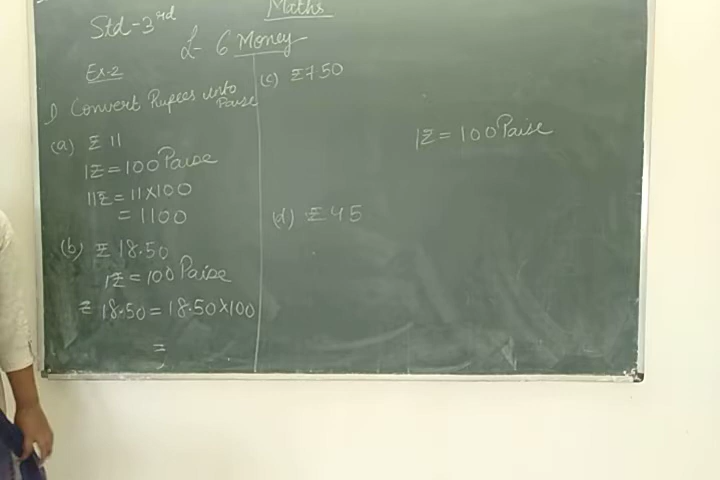 Maths
Std-3rd
L-6 Money
Ex-2
1) Convert Rupees into Paise
(a) ₹ 11
1₹ = 100 Paise
11₹ = 11×100
= 1100
(b) ₹ 18.50
1₹ = 100 Paise
₹ 18.50 = 18.50×100
=
(c) ₹ 7.50
(d) ₹ 45
1₹ = 100 Paise